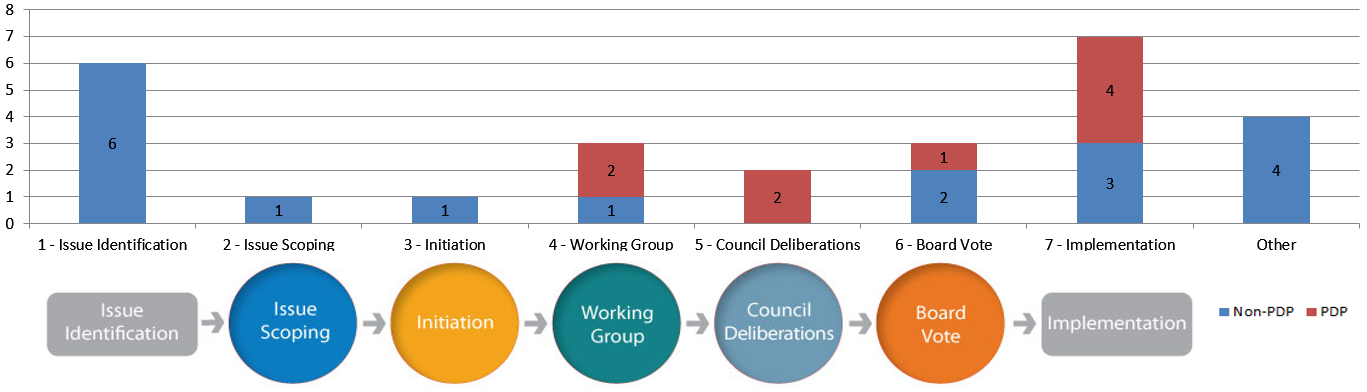 8
7
6
5
4
3
2
1
0
6
1
1
2
1
2
1
2
4
3
4
1 - Issue Identification
2 - Issue Scoping
3 - Initiation
4 - Working Group
5 - Council Deliberations
6 - Board Vote
7 - Implementation
Other
Issue
Identification
Issue
Scoping
Initiation
Working
Group
Council
Deliberations
Board
Vote
Implementation
Non-PDP
PDP